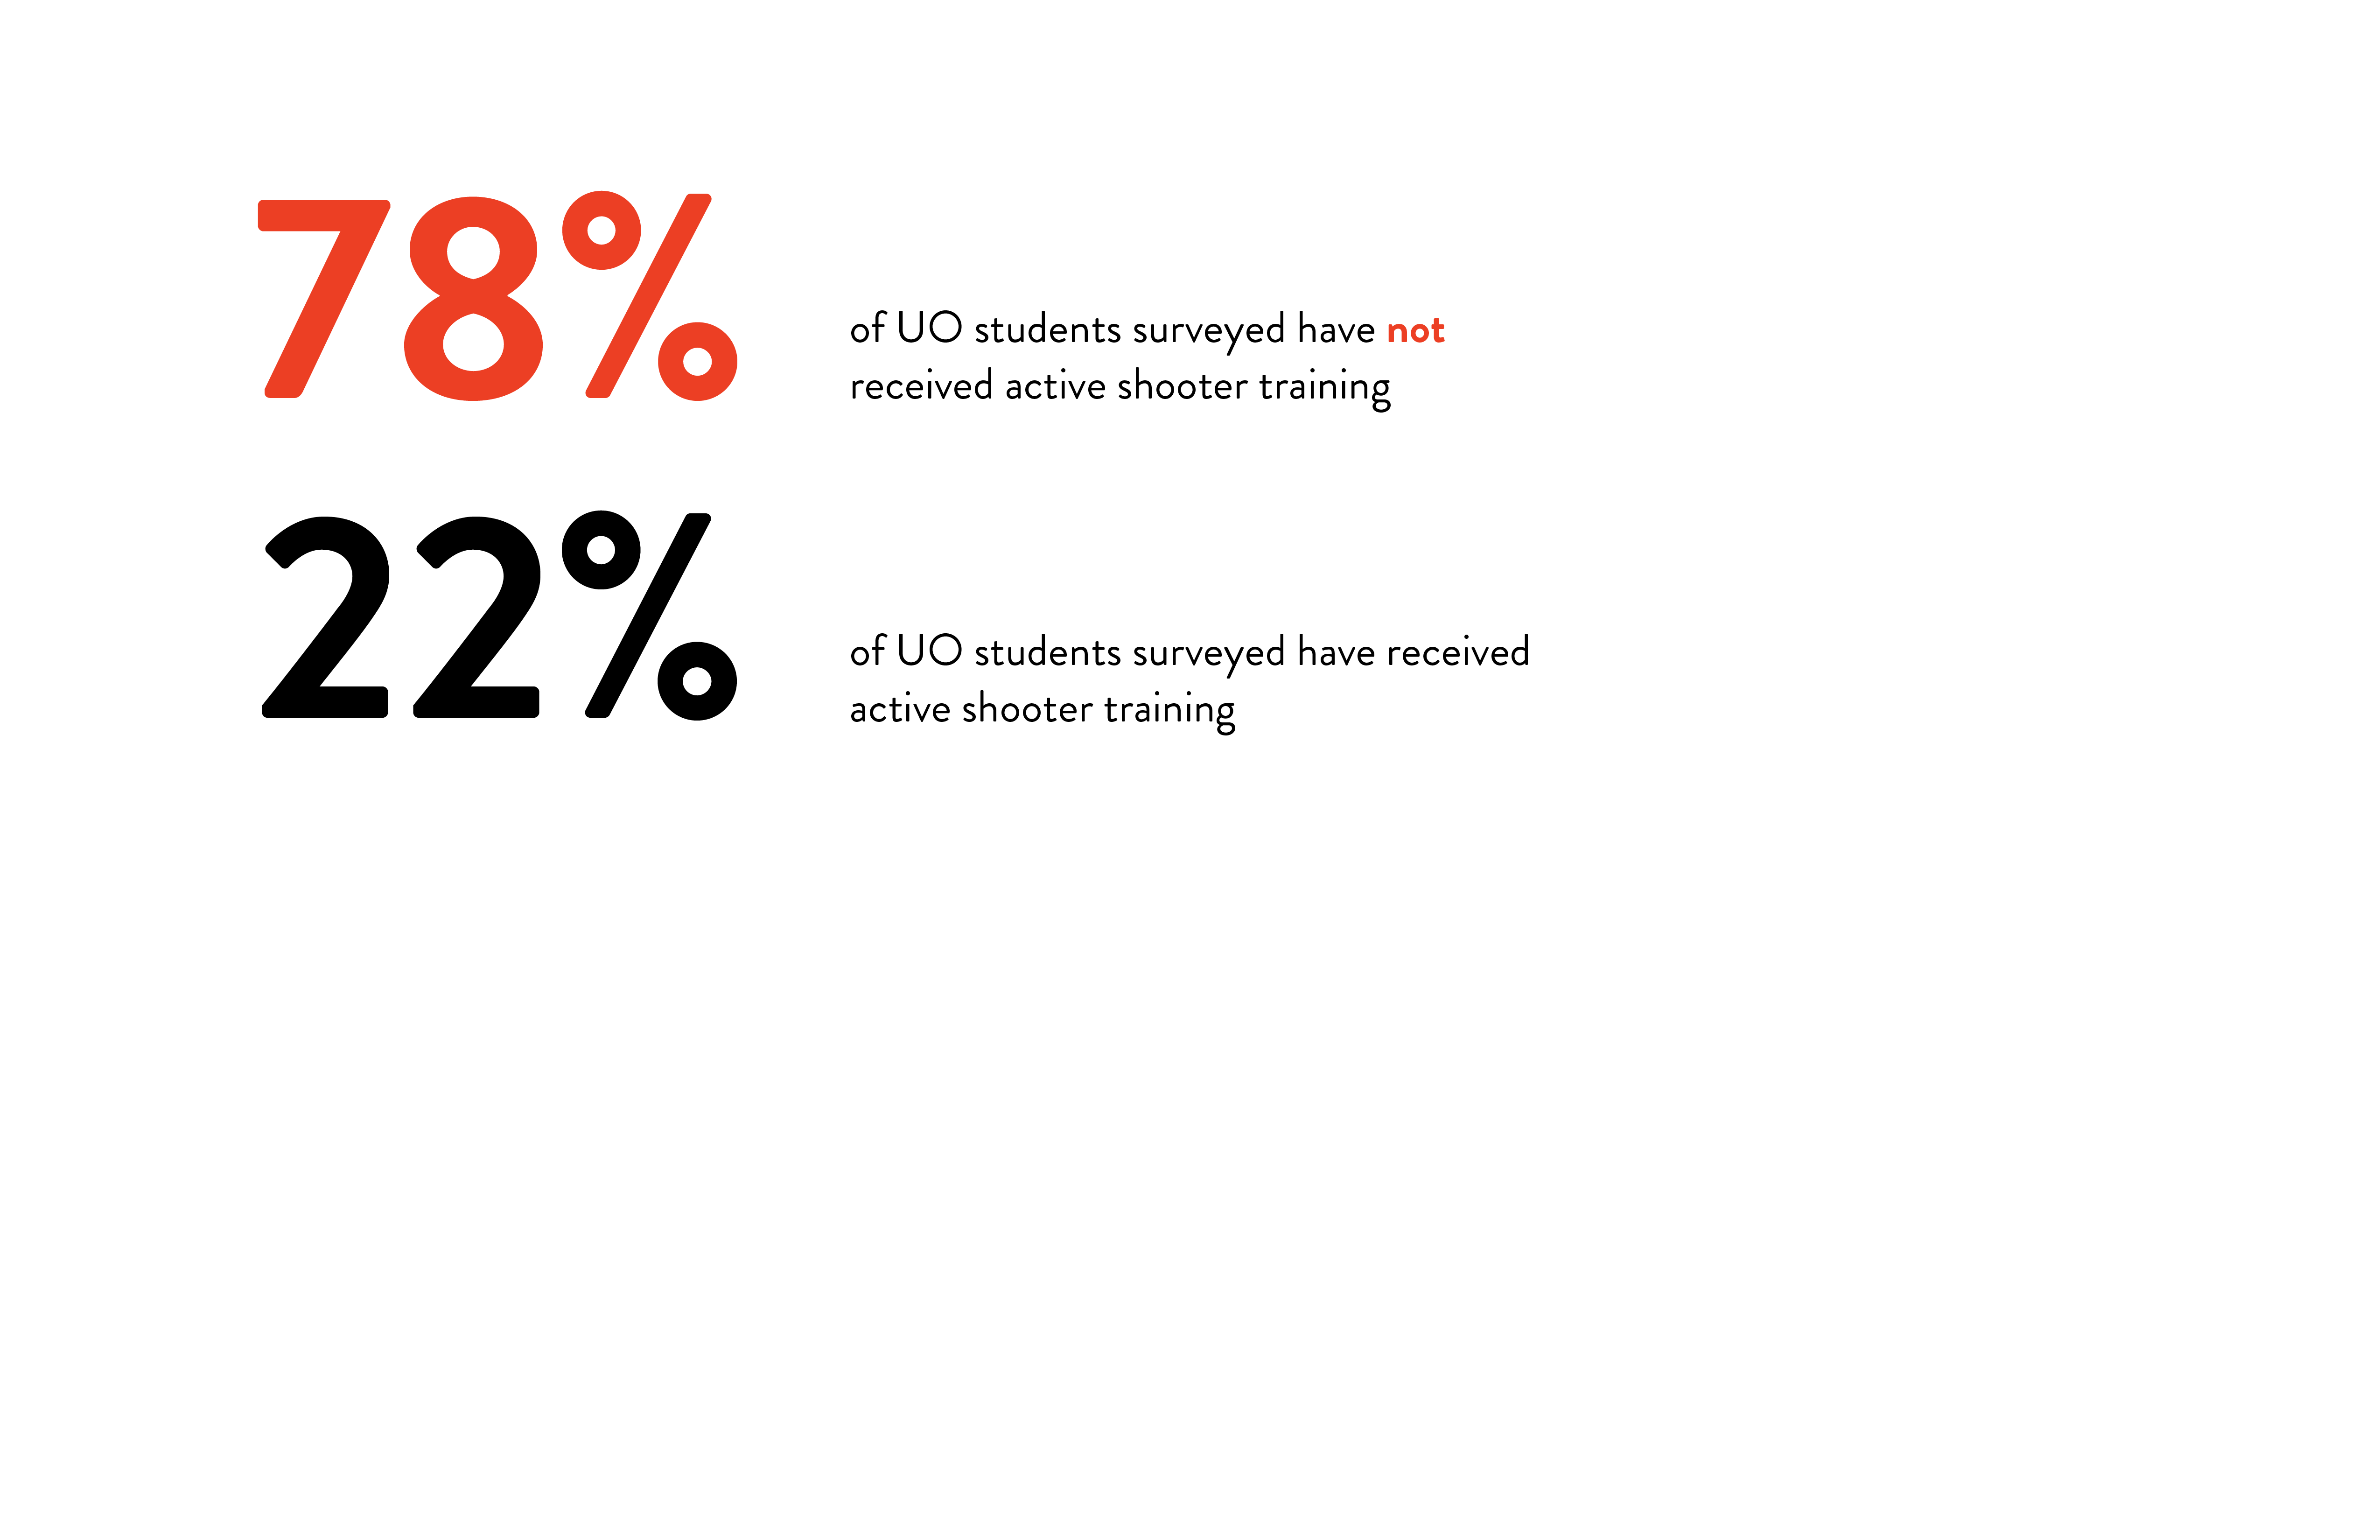 78%
of UO students surveyed have not
received active shooter training
22%
of UO students surveyed have received
active shooter training